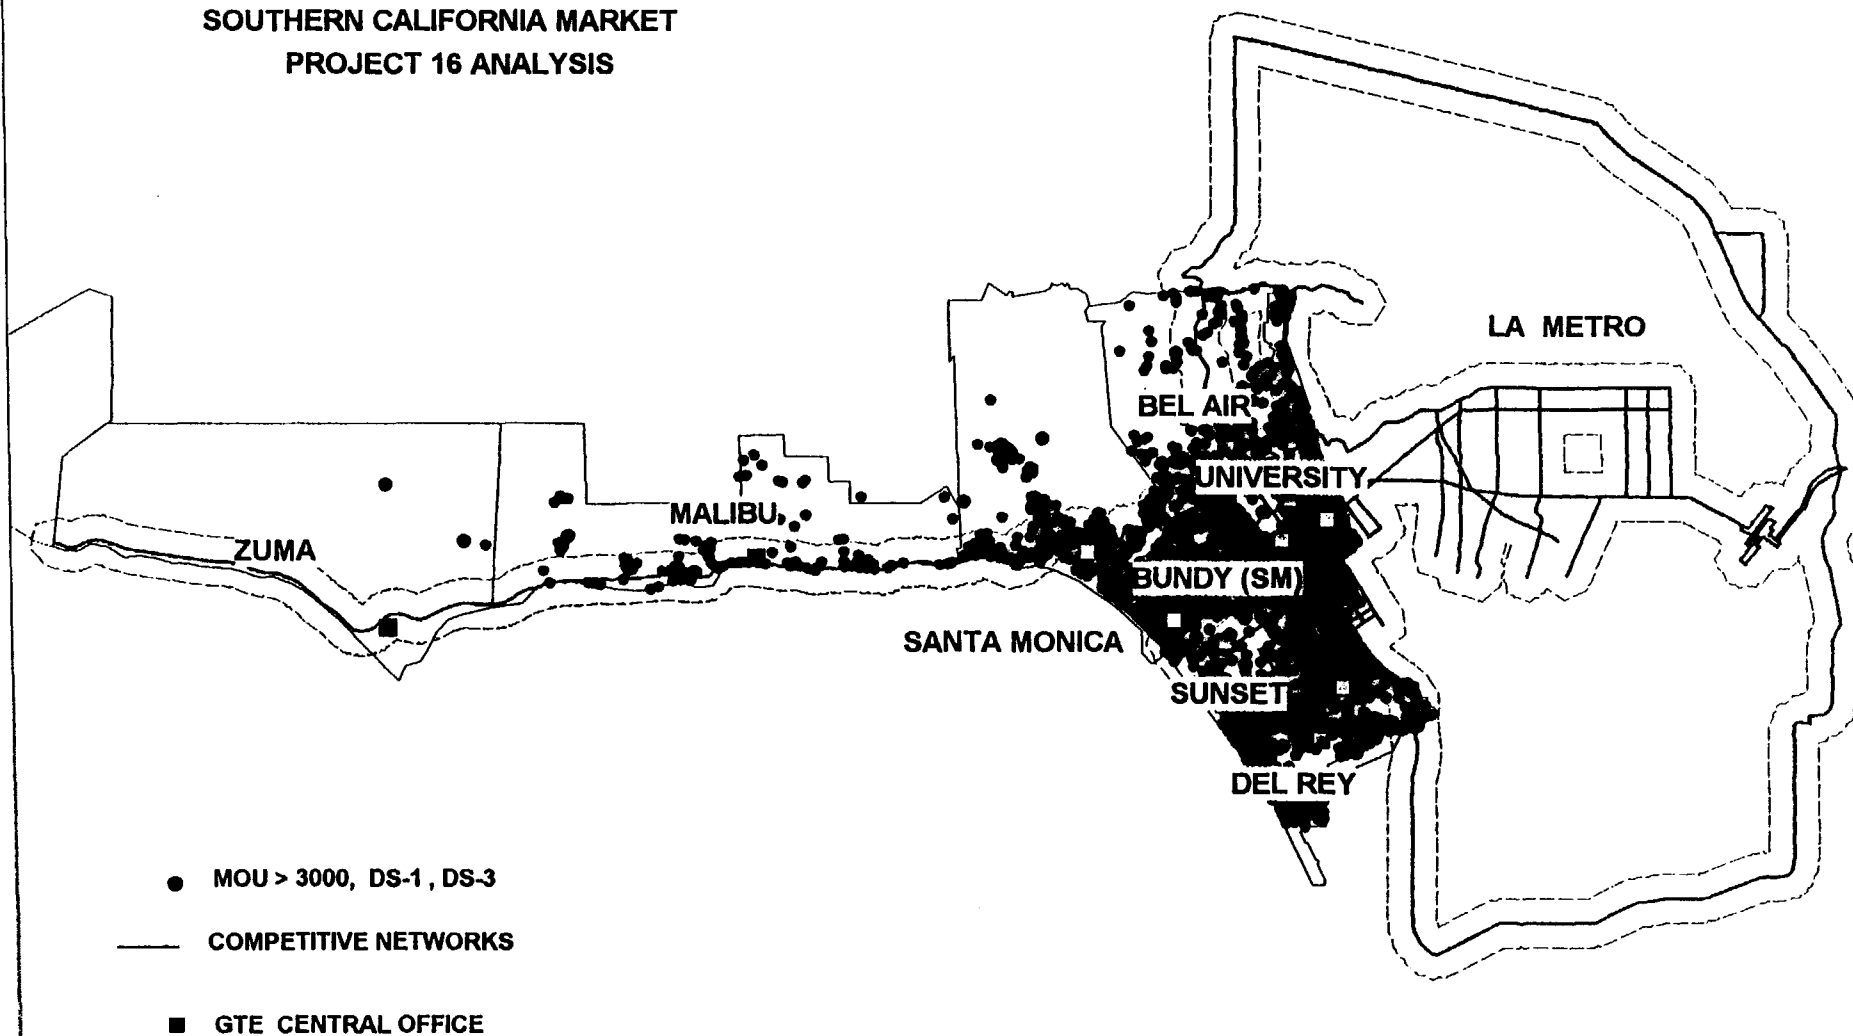 SOUTHERN CALIFORNIA MARKET
PROJECT 16 ANALYSIS
LA METRO
BEL AIR
UNIVERSITY
MALIBU
ZUMA
BUNDY (SM)
SANTA MONICA
SUNSET
DEL REY
MOU > 3000, DS-1 , DS-3
COMPETITIVE NETWORKS
GTE CENTRAL OFFICE